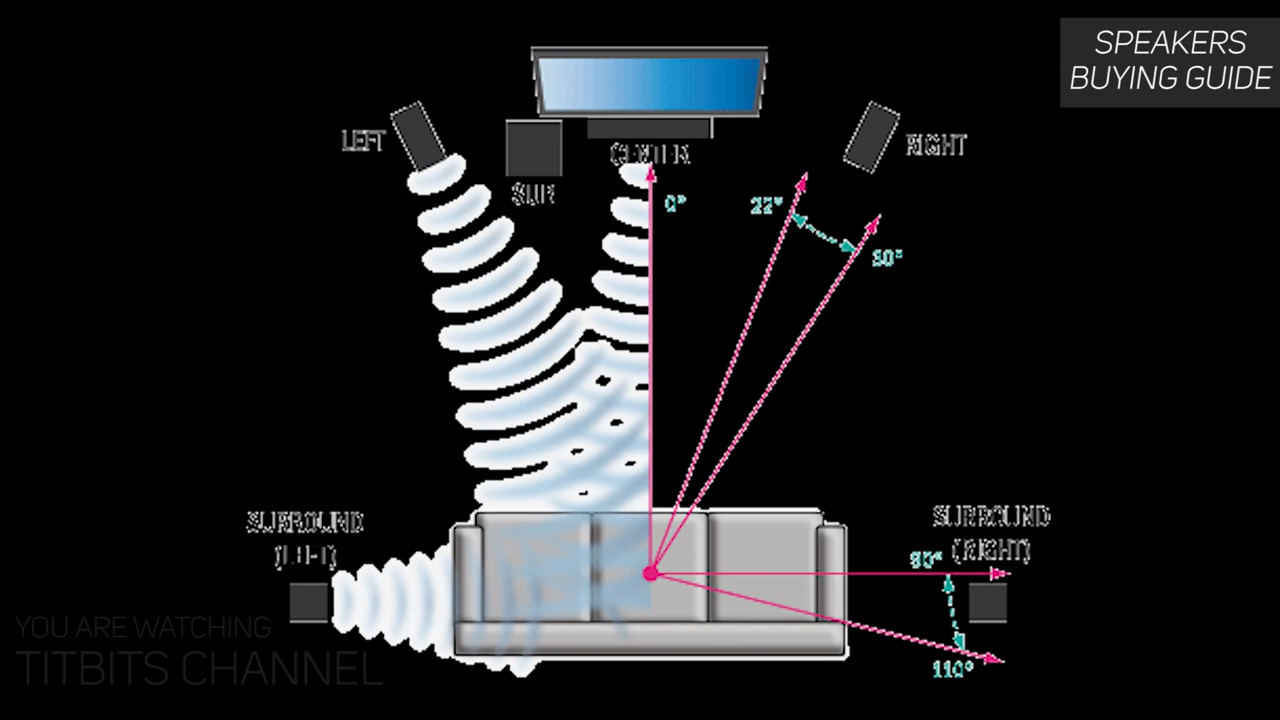 SPEAKERS
BUYING GUIDE
LEFT
RIGHT
CENTER
SUB
0°
22°
SURROUND
(LEFT)
SURROUND
(RIGHT)
90°
110°
YOU ARE WATCHING
TITBITS CHANNEL